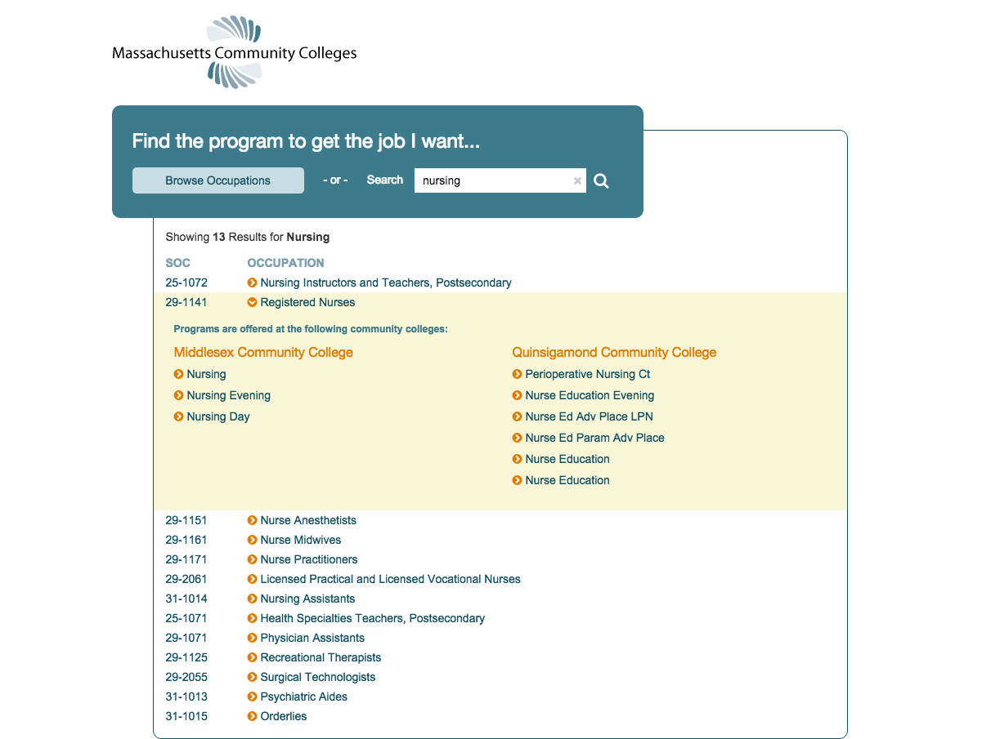 Massachusetts Community Colleges
Find the program to get the job I want...
Browse Occupations - or - Search nursing
Showing 13 Results for Nursing
SOC OCCUPATION
25-1072 Nursing Instructors and Teachers, Postsecondary
29-1141 Registered Nurses
Programs are offered at the following community colleges:
Middlesex Community College
Nursing
Nursing Evening
Nursing Day
Quinsigamond Community College
Perioperative Nursing Ct
Nurse Education Evening
Nurse Ed Adv Place LPN
Nurse Ed Param Adv Place
Nurse Education
Nurse Education
29-1151 Nurse Anesthetists
29-1161 Nurse Midwives
29-1171 Nurse Practitioners
29-2061 Licensed Practical and Licensed Vocational Nurses
31-1014 Nursing Assistants
25-1071 Health Specialties Teachers, Postsecondary
29-1071 Physician Assistants
29-1125 Recreational Therapists
29-2055 Surgical Technologists
31-1013 Psychiatric Aides
31-1015 Orderlies